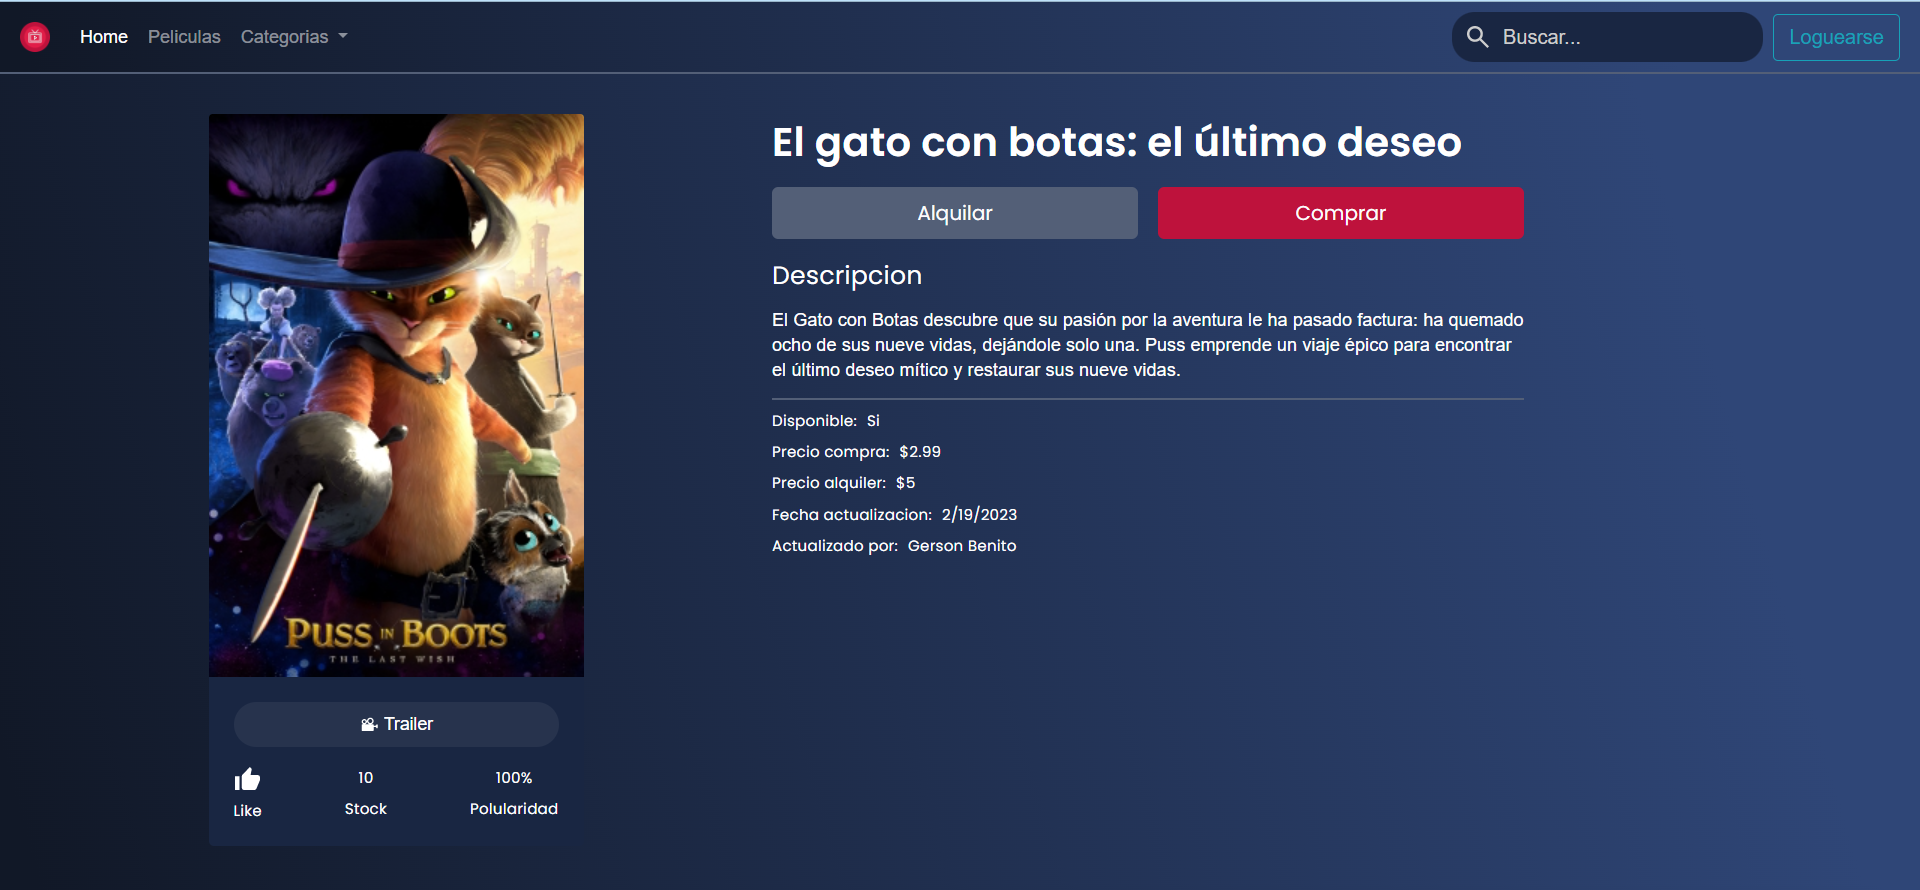 Home Peliculas Categorias Buscar... Loguearse
El gato con botas: el último deseo
Alquilar Comprar
Descripcion
El Gato con Botas descubre que su pasión por la aventura le ha pasado factura: ha quemado
ocho de sus nueve vidas, dejándole solo una. Puss emprende un viaje épico para encontrar
el último deseo mítico y restaurar sus nueve vidas.
Disponible: Si
Precio compra: $2.99
Precio alquiler: $5
Fecha actualizacion: 2/19/2023
Actualizado por: Gerson Benito
PUSS IN BOOTS
THE LAST WISH
Trailer
10 100%
Like Stock Polularidad